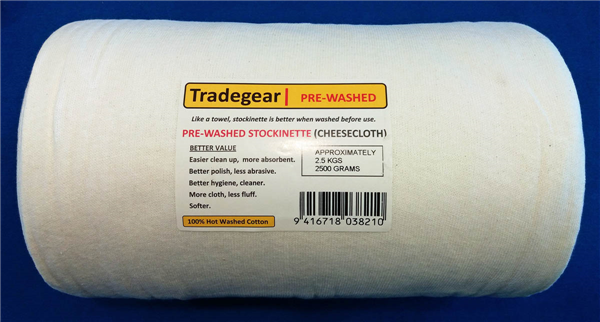 Tradegear| PRE-WASHED
Like a towel, stockinette is better when washed before use.
PRE-WASHED STOCKINETTE (CHEESECLOTH)
BETTER VALUE
Easier clean up, more absorbent.
Better polish, less abrasive.
Better hygiene, cleaner.
More cloth, less fluff.
Softer.
APPROXIMATELY
2.5 KGS
2500 GRAMS
100% Hot Washed Cotton
9 416718 038210